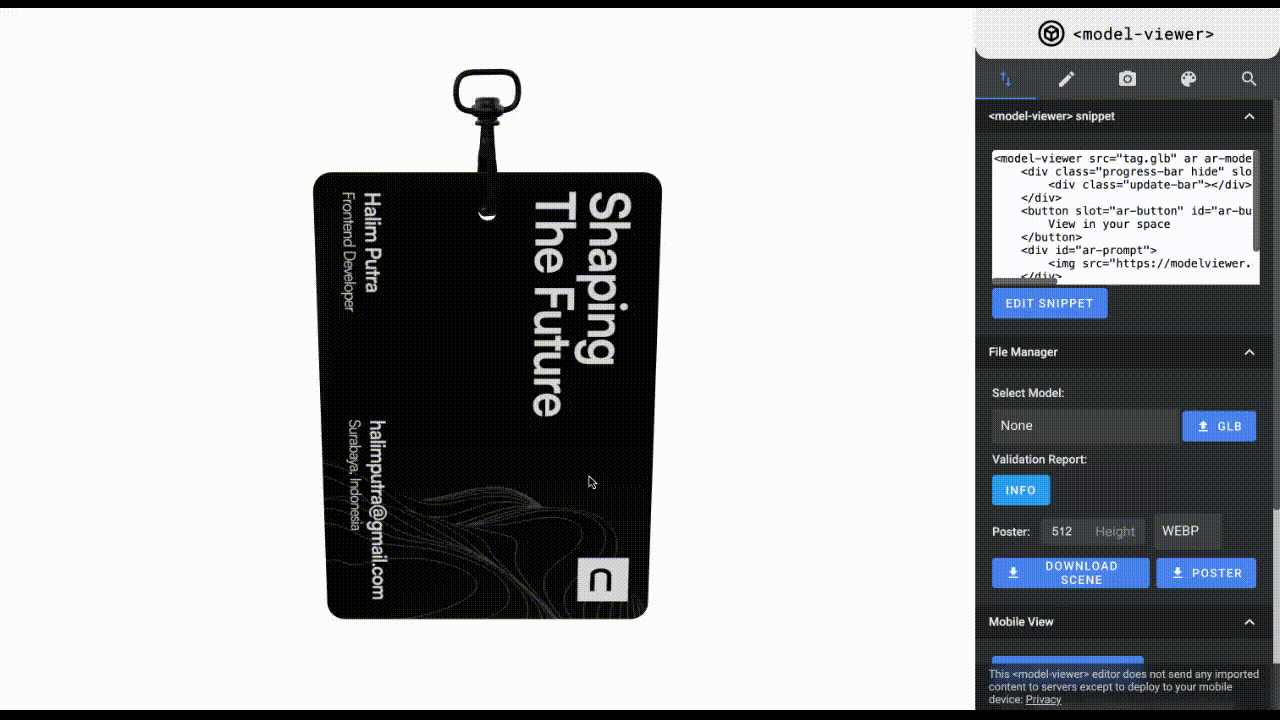 Shaping
The Future
Halim Putra
Frontend Developer
halimputra@gmail.com
Surabaya, Indonesia
<model-viewer>
<model-viewer> snippet
<model-viewer src="tag.glb" ar ar-mode
<div class="progress-bar hide" slo
<div class="update-bar"></div>
</div>
<button slot="ar-button" id="ar-bu
View in your space
</button>
<div id="ar-prompt">
<img src="https://modelviewer.
</div>
EDIT SNIPPET
File Manager
Select Model:
None
GLB
Validation Report:
INFO
Poster:
512
Height
WEBP
DOWNLOAD
SCENE
POSTER
Mobile View
This <model-viewer> editor does not send any imported
content to servers except to deploy to your mobile
device: Privacy